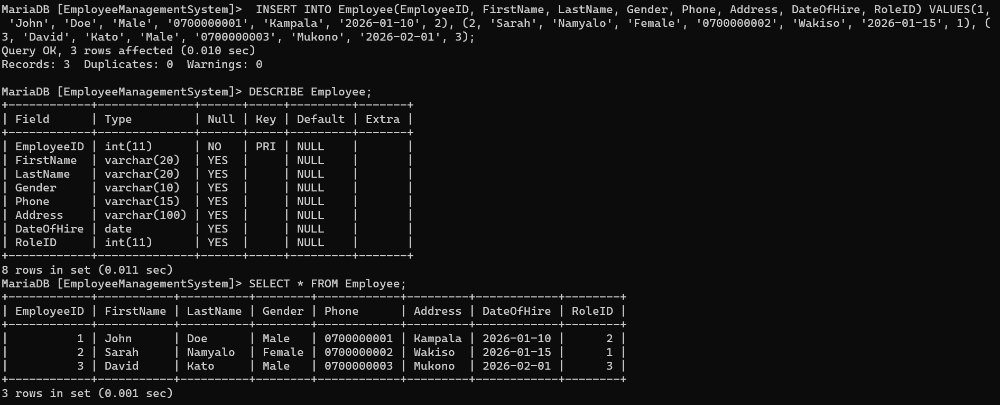 MariaDB [EmployeeManagementSystem]>  INSERT INTO Employee(EmployeeID, FirstName, LastName, Gender, Phone, Address, DateOfHire, RoleID) VALUES(1,
 'John', 'Doe', 'Male', '0700000001', 'Kampala', '2026-01-10', 2), (2, 'Sarah', 'Namyalo', 'Female', '0700000002', 'Wakiso', '2026-01-15', 1), (
3, 'David', 'Kato', 'Male', '0700000003', 'Mukono', '2026-02-01', 3);
Query OK, 3 rows affected (0.010 sec)
Records: 3  Duplicates: 0  Warnings: 0

MariaDB [EmployeeManagementSystem]> DESCRIBE Employee;
+------------+--------------+------+-----+---------+-------+
| Field      | Type         | Null | Key | Default | Extra |
+------------+--------------+------+-----+---------+-------+
| EmployeeID | int(11)      | NO   | PRI | NULL    |       |
| FirstName  | varchar(20)  | YES  |     | NULL    |       |
| LastName   | varchar(20)  | YES  |     | NULL    |       |
| Gender     | varchar(10)  | YES  |     | NULL    |       |
| Phone      | varchar(15)  | YES  |     | NULL    |       |
| Address    | varchar(100) | YES  |     | NULL    |       |
| DateOfHire | date         | YES  |     | NULL    |       |
| RoleID     | int(11)      | YES  |     | NULL    |       |
+------------+--------------+------+-----+---------+-------+
8 rows in set (0.011 sec)
MariaDB [EmployeeManagementSystem]> SELECT * FROM Employee;
+------------+-----------+----------+--------+------------+---------+------------+--------+
| EmployeeID | FirstName | LastName | Gender | Phone      | Address | DateOfHire | RoleID |
+------------+-----------+----------+--------+------------+---------+------------+--------+
|          1 | John      | Doe      | Male   | 0700000001 | Kampala | 2026-01-10 |      2 |
|          2 | Sarah     | Namyalo  | Female | 0700000002 | Wakiso  | 2026-01-15 |      1 |
|          3 | David     | Kato     | Male   | 0700000003 | Mukono  | 2026-02-01 |      3 |
+------------+-----------+----------+--------+------------+---------+------------+--------+
3 rows in set (0.001 sec)